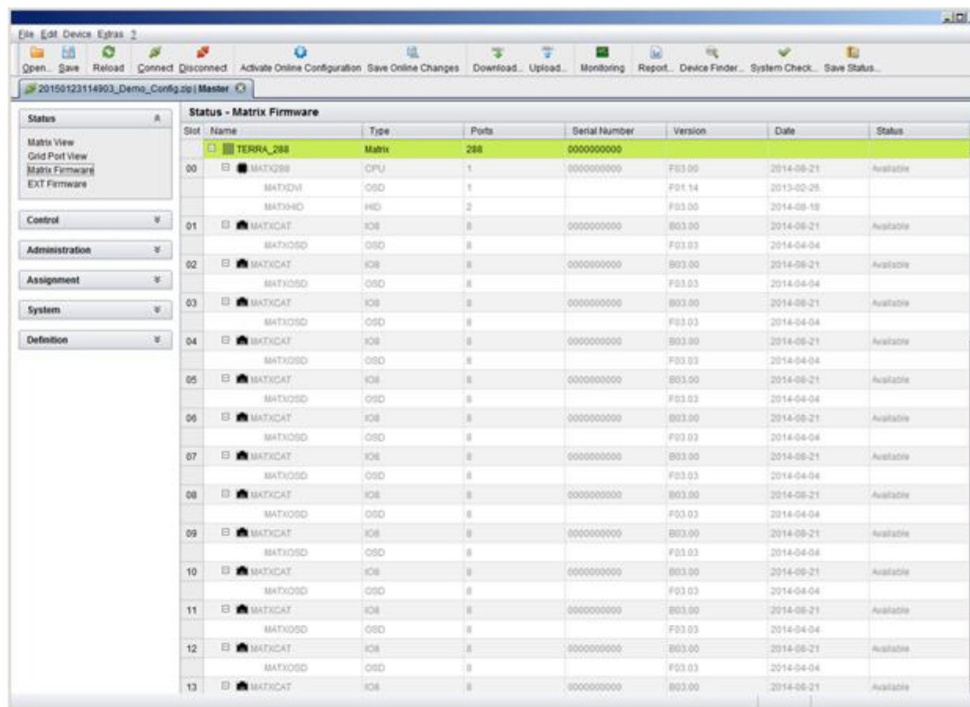 File Edit Device Extras ?
Open... Save Reload Connect Disconnect Activate Online Configuration Save Online Changes Download... Upload... Monitoring Report... Device Finder... System Check... Save Status...
20150123114903_Demo_Config.zip | Master
Status
Matrix View
Grid Port View
Matrix Firmware
EXT Firmware
Control
Administration
Assignment
System
Definition
Status - Matrix Firmware
Slot Name Type Ports Serial Number Version Date Status
TERRA_288 Matrix 288 0000000000
00 MATX288 CPU 1 0000000000 F03.00 2014-08-21 Available
MATXDVI OSD 1 F01.14 2013-02-26
MATXHID HID 2 F03.00 2014-08-18
01 MATXCAT IO8 8 0000000000 B03.00 2014-08-21 Available
MATXOSD OSD 8 F03.03 2014-04-04
02 MATXCAT IO8 8 0000000000 B03.00 2014-08-21 Available
MATXOSD OSD 8 F03.03 2014-04-04
03 MATXCAT IO8 8 0000000000 B03.00 2014-08-21 Available
MATXOSD OSD 8 F03.03 2014-04-04
04 MATXCAT IO8 8 0000000000 B03.00 2014-08-21 Available
MATXOSD OSD 8 F03.03 2014-04-04
05 MATXCAT IO8 8 0000000000 B03.00 2014-08-21 Available
MATXOSD OSD 8 F03.03 2014-04-04
06 MATXCAT IO8 8 0000000000 B03.00 2014-08-21 Available
MATXOSD OSD 8 F03.03 2014-04-04
07 MATXCAT IO8 8 0000000000 B03.00 2014-08-21 Available
MATXOSD OSD 8 F03.03 2014-04-04
08 MATXCAT IO8 8 0000000000 B03.00 2014-08-21 Available
MATXOSD OSD 8 F03.03 2014-04-04
09 MATXCAT IO8 8 0000000000 B03.00 2014-08-21 Available
MATXOSD OSD 8 F03.03 2014-04-04
10 MATXCAT IO8 8 0000000000 B03.00 2014-08-21 Available
MATXOSD OSD 8 F03.03 2014-04-04
11 MATXCAT IO8 8 0000000000 B03.00 2014-08-21 Available
MATXOSD OSD 8 F03.03 2014-04-04
12 MATXCAT IO8 8 0000000000 B03.00 2014-08-21 Available
MATXOSD OSD 8 F03.03 2014-04-04
13 MATXCAT IO8 8 0000000000 B03.00 2014-08-21 Available